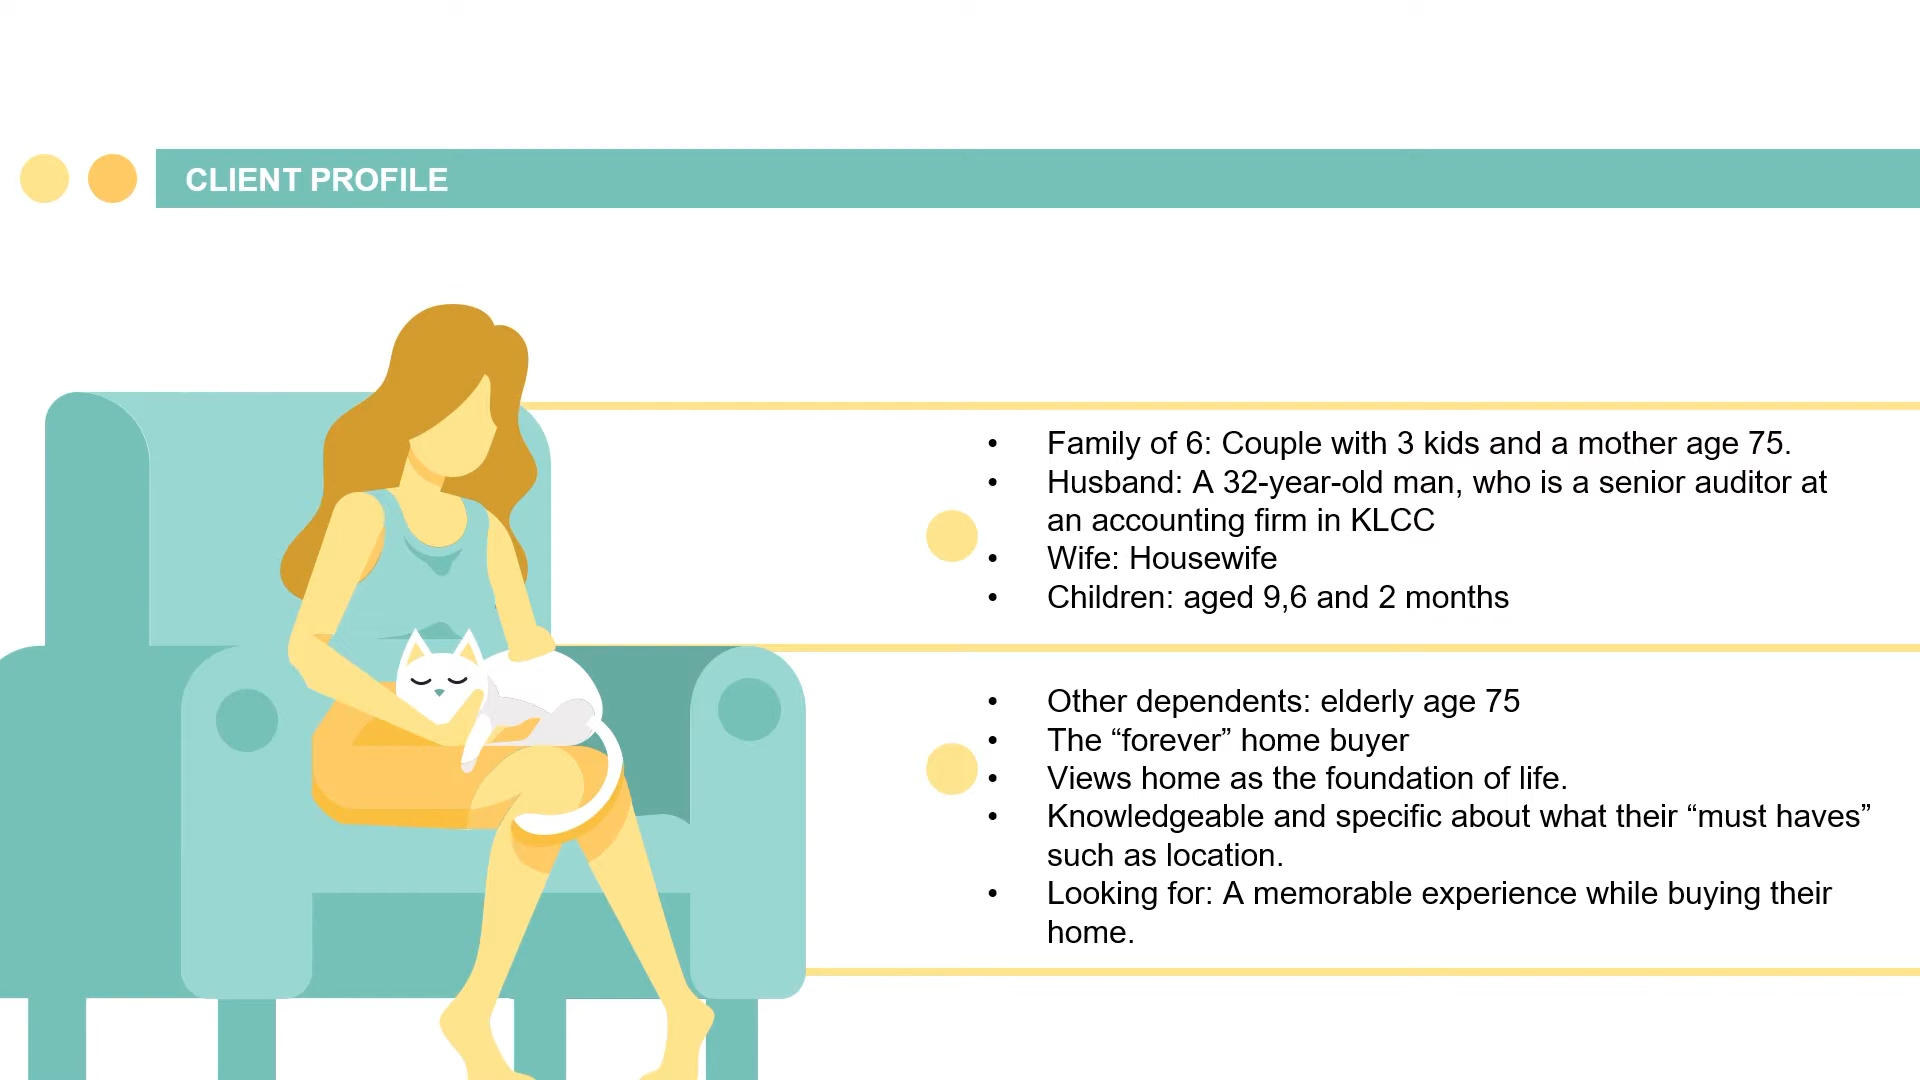 CLIENT PROFILE
• Family of 6: Couple with 3 kids and a mother age 75.
• Husband: A 32-year-old man, who is a senior auditor at
an accounting firm in KLCC
• Wife: Housewife
• Children: aged 9,6 and 2 months
• Other dependents: elderly age 75
• The “forever” home buyer
• Views home as the foundation of life.
• Knowledgeable and specific about what their “must haves”
such as location.
• Looking for: A memorable experience while buying their
home.